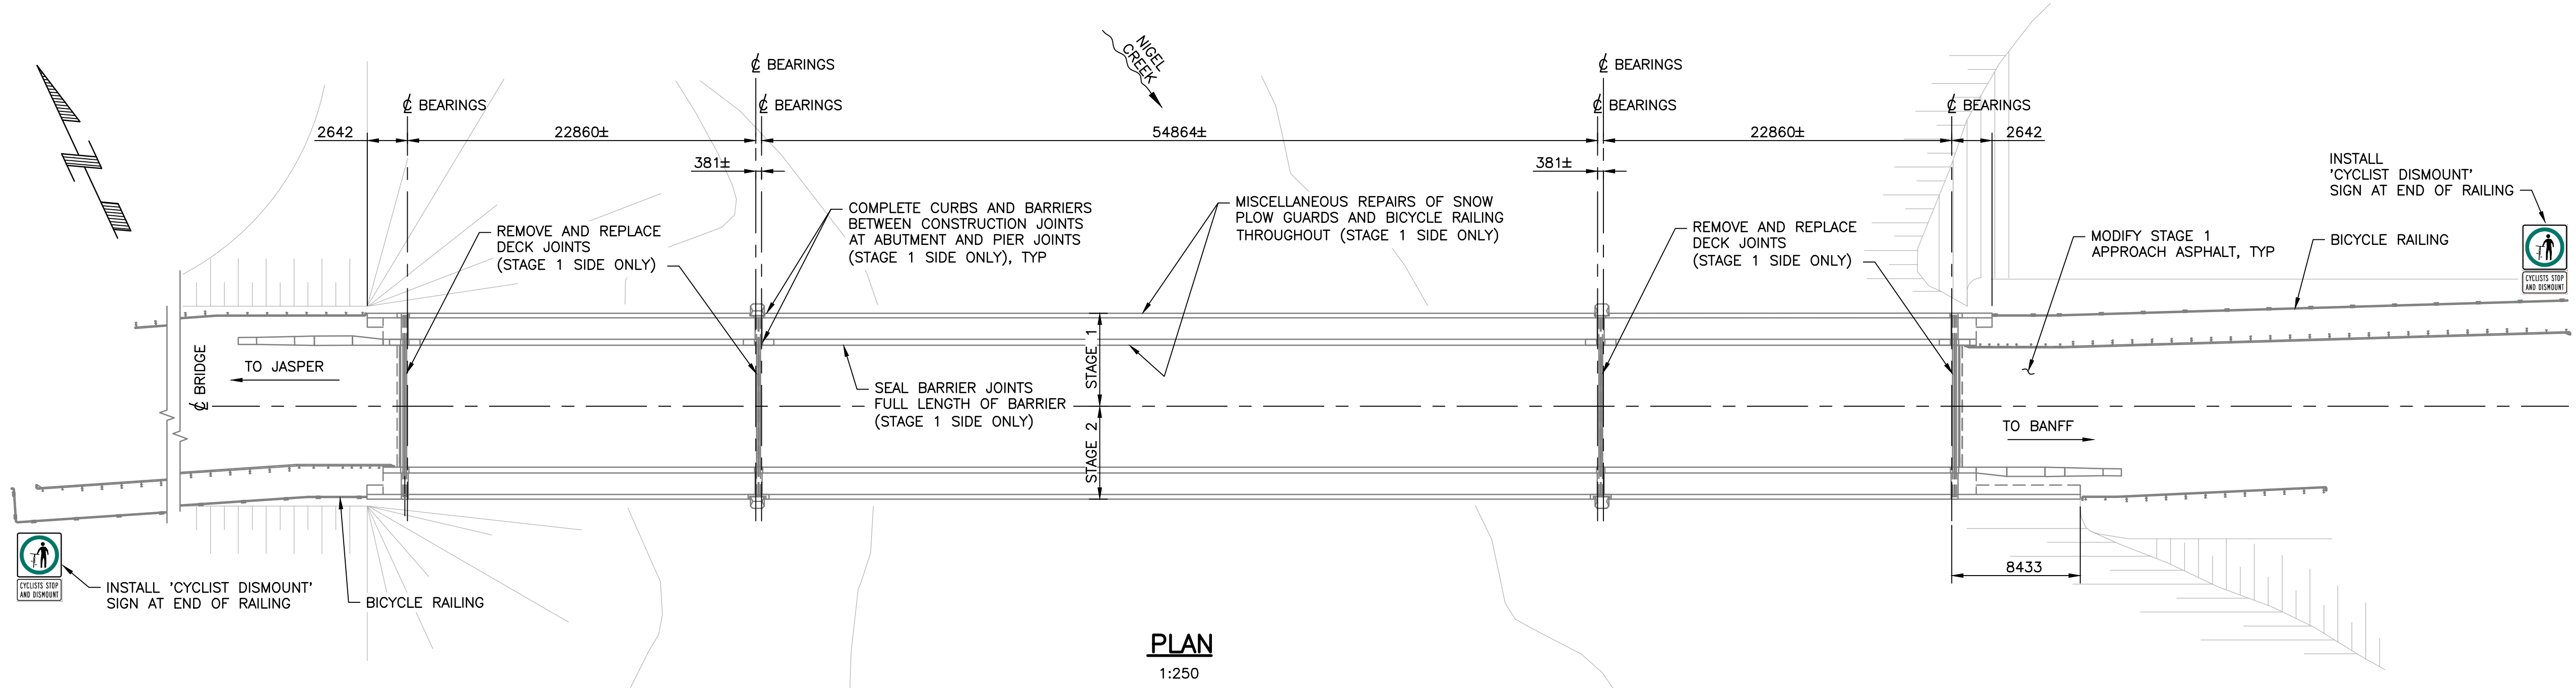 NIGEL
CREEK
℄ BEARINGS
℄ BEARINGS
℄ BEARINGS
℄ BEARINGS
℄ BEARINGS
℄ BEARINGS
2642
22860±
54864±
22860±
2642
381±
381±
INSTALL
'CYCLIST DISMOUNT'
SIGN AT END OF RAILING
REMOVE AND REPLACE
DECK JOINTS
(STAGE 1 SIDE ONLY)
COMPLETE CURBS AND BARRIERS
BETWEEN CONSTRUCTION JOINTS
AT ABUTMENT AND PIER JOINTS
(STAGE 1 SIDE ONLY), TYP
MISCELLANEOUS REPAIRS OF SNOW
PLOW GUARDS AND BICYCLE RAILING
THROUGHOUT (STAGE 1 SIDE ONLY)
REMOVE AND REPLACE
DECK JOINTS
(STAGE 1 SIDE ONLY)
MODIFY STAGE 1
APPROACH ASPHALT, TYP
BICYCLE RAILING
CYCLISTS STOP
AND DISMOUNT
℄ BRIDGE
TO JASPER
SEAL BARRIER JOINTS
FULL LENGTH OF BARRIER
(STAGE 1 SIDE ONLY)
STAGE 1
STAGE 2
TO BANFF
8433
CYCLISTS STOP
AND DISMOUNT
INSTALL 'CYCLIST DISMOUNT'
SIGN AT END OF RAILING
BICYCLE RAILING
PLAN
1:250